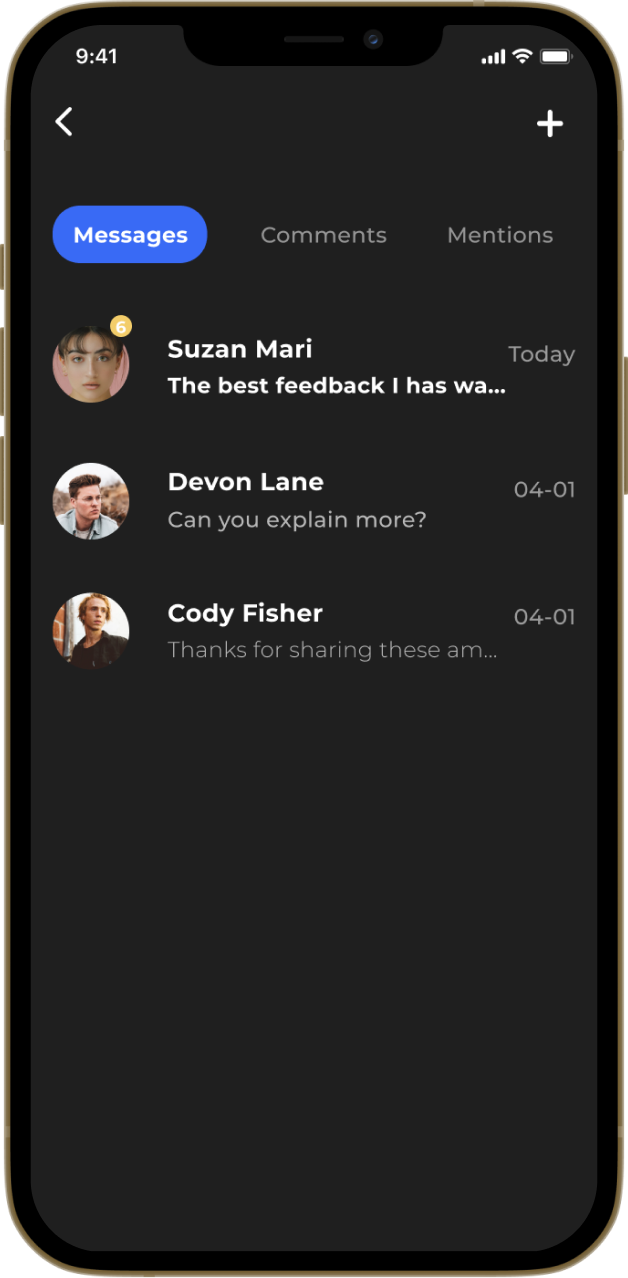 9:41
Messages Comments Mentions
6
Suzan Mari Today
The best feedback I has wa...
Devon Lane 04-01
Can you explain more?
Cody Fisher 04-01
Thanks for sharing these am...